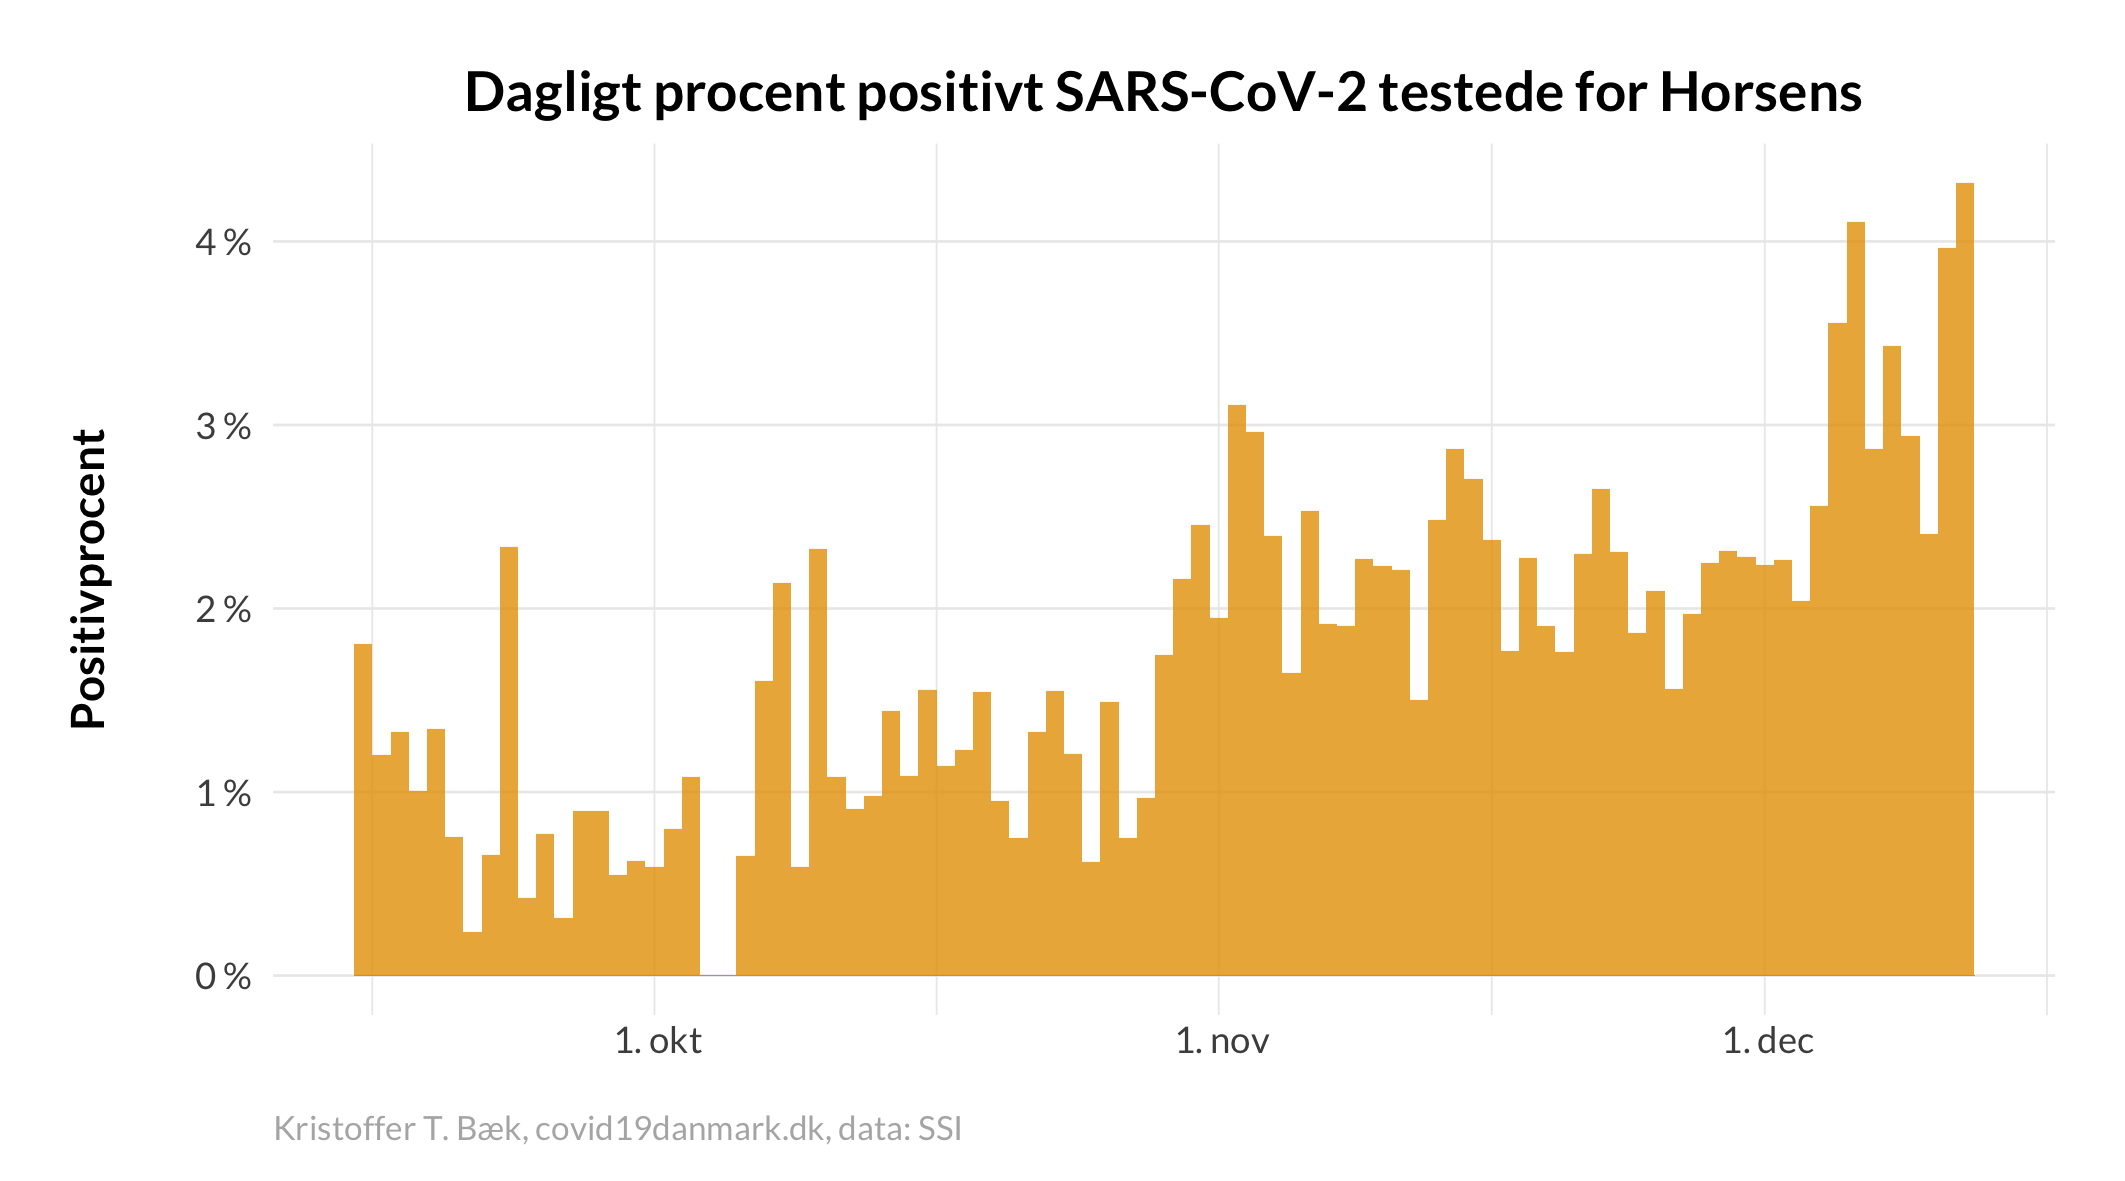 Dagligt procent positivt SARS-CoV-2 testede for Horsens
Positivprocent
4 %
3 %
2 %
1 %
0 %
1. okt
1. nov
1. dec
Kristoffer T. Bæk, covid19danmark.dk, data: SSI